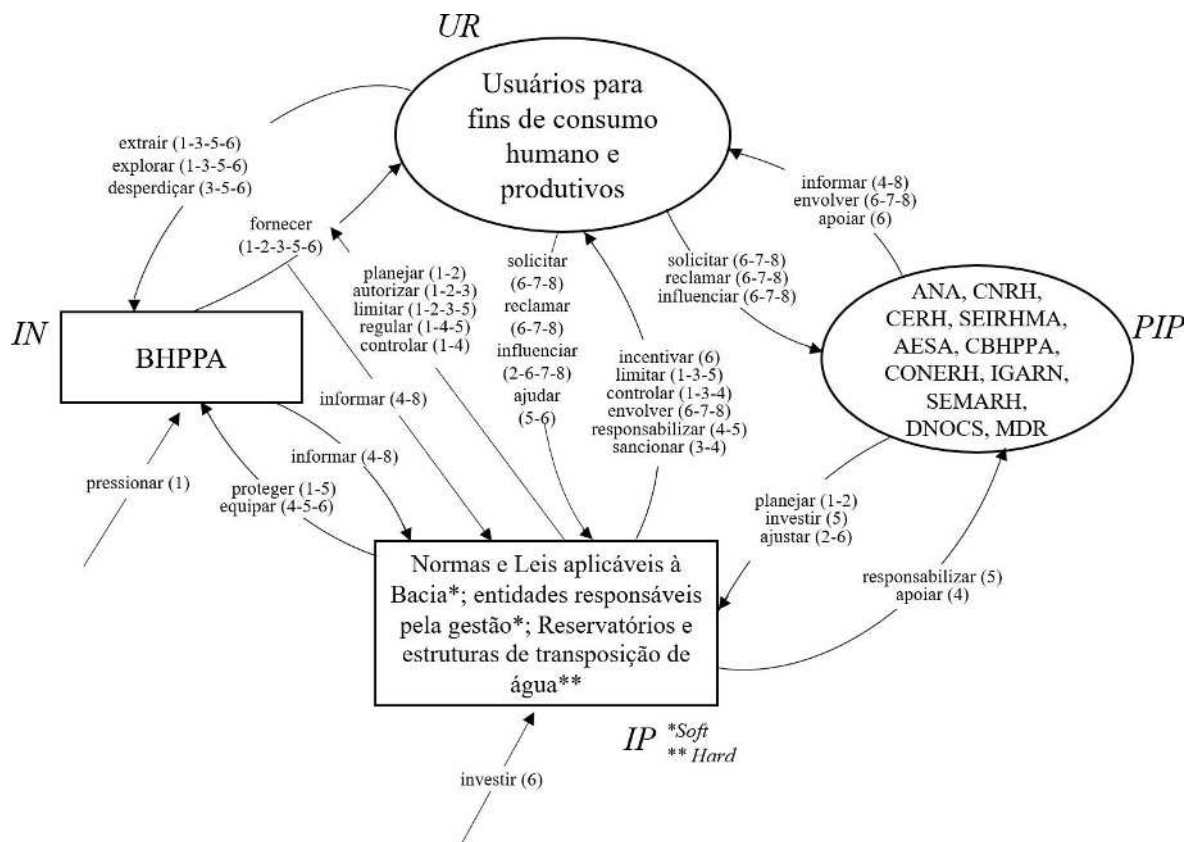 UR
Usuários para
fins de consumo
humano e
produtivos
extrair (1-3-5-6)
explorar (1-3-5-6)
desperdiçar (3-5-6)
fornecer
(1-2-3-5-6)
planejar (1-2)
autorizar (1-2-3)
limitar (1-2-3-5)
regular (1-4-5)
controlar (1-4)
solicitar
(6-7-8)
reclamar
(6-7-8)
influenciar
(2-6-7-8)
ajudar
(5-6)
incentivar (6)
limitar (1-3-5)
controlar (1-3-4)
envolver (6-7-8)
responsabilizar (4-5)
sancionar (3-4)
solicitar (6-7-8)
reclamar (6-7-8)
influenciar (6-7-8)
informar (4-8)
envolver (6-7-8)
apoiar (6)
IN
BHPPA
ANA, CNRH,
CERH, SEIRHMA,
AESA, CBHPPA,
CONERH, IGARN,
SEMARH,
DNOCS, MDR
PIP
informar (4-8)
informar (4-8)
pressionar (1)
proteger (1-5)
equipar (4-5-6)
planejar (1-2)
investir (5)
ajustar (2-6)
responsabilizar (5)
apoiar (4)
Normas e Leis aplicáveis à
Bacia*; entidades responsáveis
pela gestão*; Reservatórios e
estruturas de transposição de
água**
IP
*Soft
** Hard
investir (6)